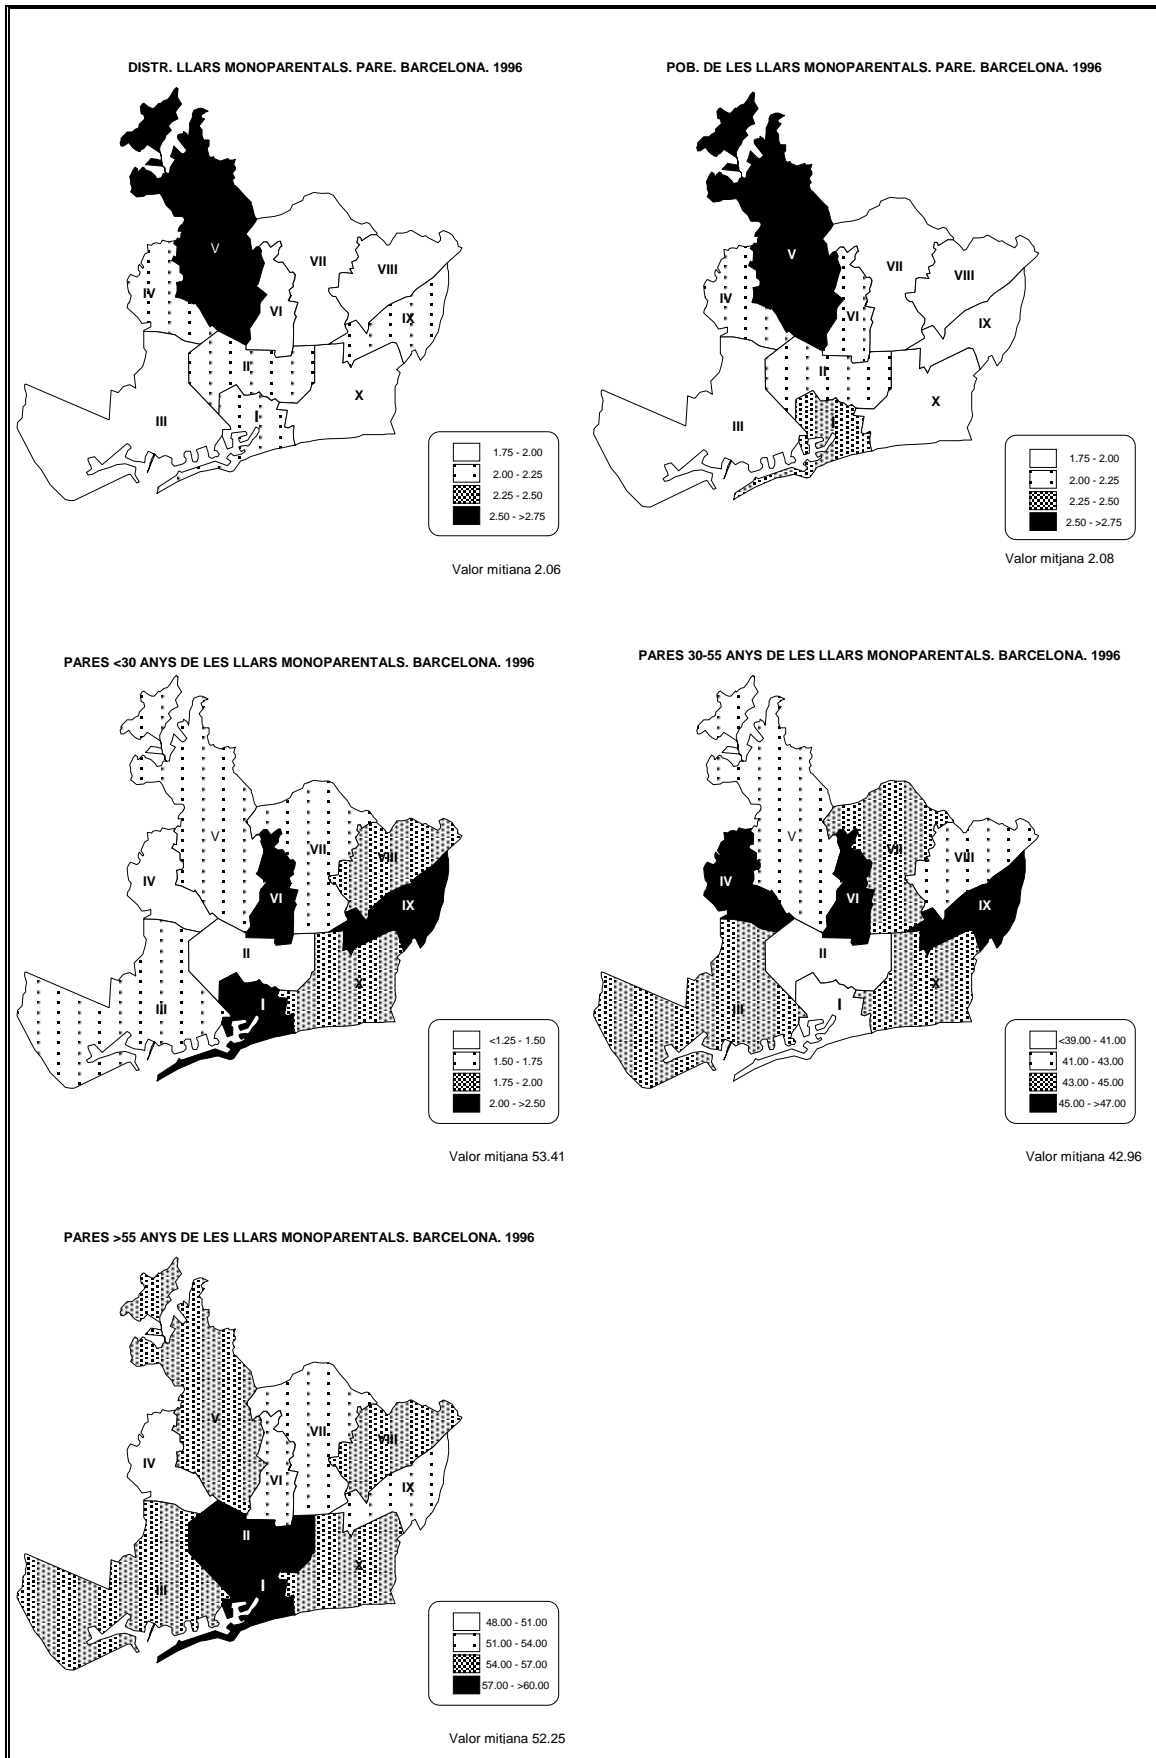 DISTR. LLARS MONOPARENTALS. PARE. BARCELONA. 1996
V
VII
VIII
IV
VI
IX
II
X
III
I
1.75 - 2.00
2.00 - 2.25
2.25 - 2.50
2.50 - >2.75
Valor mitjana 2.06
POB. DE LES LLARS MONOPARENTALS. PARE. BARCELONA. 1996
V
VII
VIII
IV
VI
IX
II
X
III
I
1.75 - 2.00
2.00 - 2.25
2.25 - 2.50
2.50 - >2.75
Valor mitjana 2.08
PARES <30 ANYS DE LES LLARS MONOPARENTALS. BARCELONA. 1996
V
VII
VIII
IV
VI
IX
II
X
III
I
<1.25 - 1.50
1.50 - 1.75
1.75 - 2.00
2.00 - >2.50
Valor mitjana 53.41
PARES 30-55 ANYS DE LES LLARS MONOPARENTALS. BARCELONA. 1996
V
VII
VIII
IV
VI
IX
II
X
III
I
<39.00 - 41.00
41.00 - 43.00
43.00 - 45.00
45.00 - >47.00
Valor mitjana 42.96
PARES >55 ANYS DE LES LLARS MONOPARENTALS. BARCELONA. 1996
V
VII
VIII
IV
VI
IX
II
X
III
I
48.00 - 51.00
51.00 - 54.00
54.00 - 57.00
57.00 - >60.00
Valor mitjana 52.25